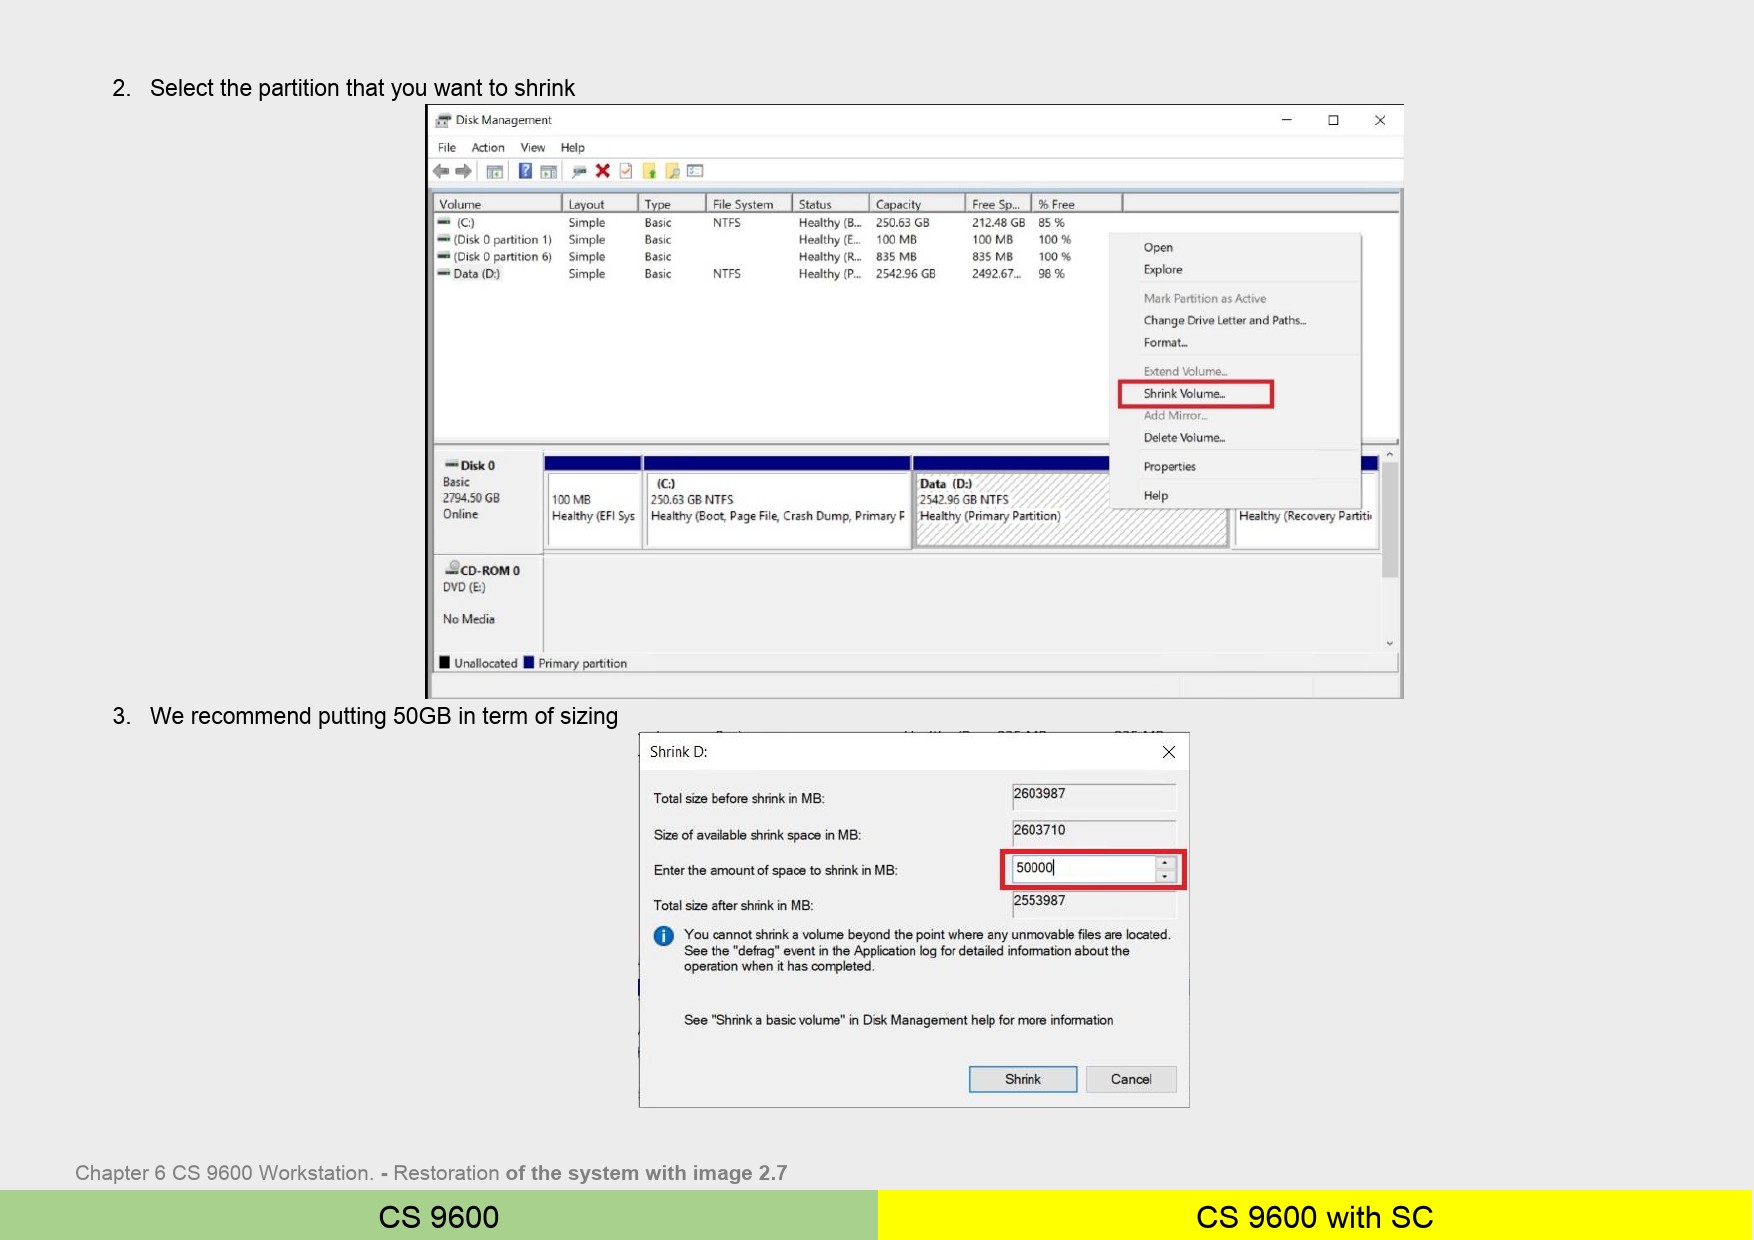 2. Select the partition that you want to shrink
Disk Management
File Action View Help
Volume Layout Type File System Status Capacity Free Sp... % Free
(C:) Simple Basic NTFS Healthy (B... 250.63 GB 212.48 GB 85 %
(Disk 0 partition 1) Simple Basic Healthy (E... 100 MB 100 MB 100 %
(Disk 0 partition 6) Simple Basic Healthy (R... 835 MB 835 MB 100 %
Data (D:) Simple Basic NTFS Healthy (P... 2542.96 GB 2492.67... 98 %
Open
Explore
Mark Partition as Active
Change Drive Letter and Paths...
Format...
Extend Volume...
Shrink Volume...
Add Mirror...
Delete Volume...
Properties
Help
Disk 0
Basic
2794.50 GB
Online
100 MB
Healthy (EFI Sys
(C:)
250.63 GB NTFS
Healthy (Boot, Page File, Crash Dump, Primary P
Data (D:)
2542.96 GB NTFS
Healthy (Primary Partition)
Healthy (Recovery Partiti
CD-ROM 0
DVD (E:)
No Media
Unallocated Primary partition
3. We recommend putting 50GB in term of sizing
Shrink D:
Total size before shrink in MB: 2603987
Size of available shrink space in MB: 2603710
Enter the amount of space to shrink in MB: 50000
Total size after shrink in MB: 2553987
You cannot shrink a volume beyond the point where any unmovable files are located.
See the "defrag" event in the Application log for detailed information about the
operation when it has completed.
See "Shrink a basic volume" in Disk Management help for more information
Shrink Cancel
Chapter 6 CS 9600 Workstation. - Restoration of the system with image 2.7
CS 9600 CS 9600 with SC